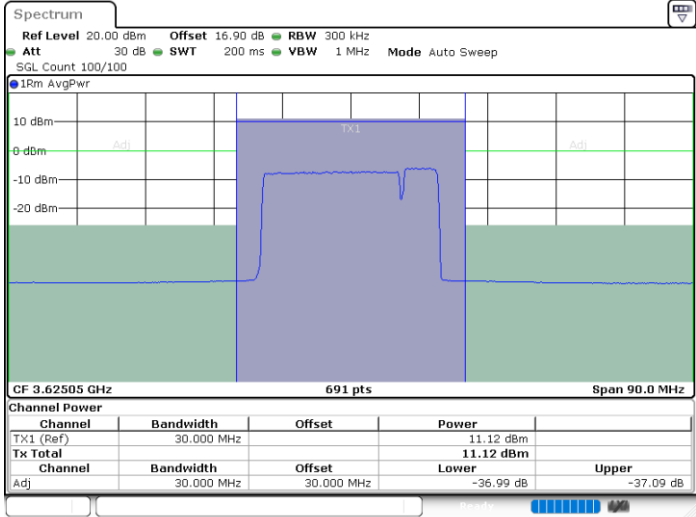 Spectrum
Ref Level 20.00 dBm Offset 16.90 dB RBW 300 kHz
Att 30 dB SWT 200 ms VBW 1 MHz Mode Auto Sweep
SGL Count 100/100
1Rm AvgPwr
10 dBm
TX1
Adj Adj
0 dBm
-10 dBm
-20 dBm
CF 3.62505 GHz 691 pts Span 90.0 MHz
Channel Power
Channel Bandwidth Offset Power
TX1 (Ref) 30.000 MHz 11.12 dBm
Tx Total 11.12 dBm
Channel Bandwidth Offset Lower Upper
Adj 30.000 MHz 30.000 MHz -36.99 dB -37.09 dB
Ready